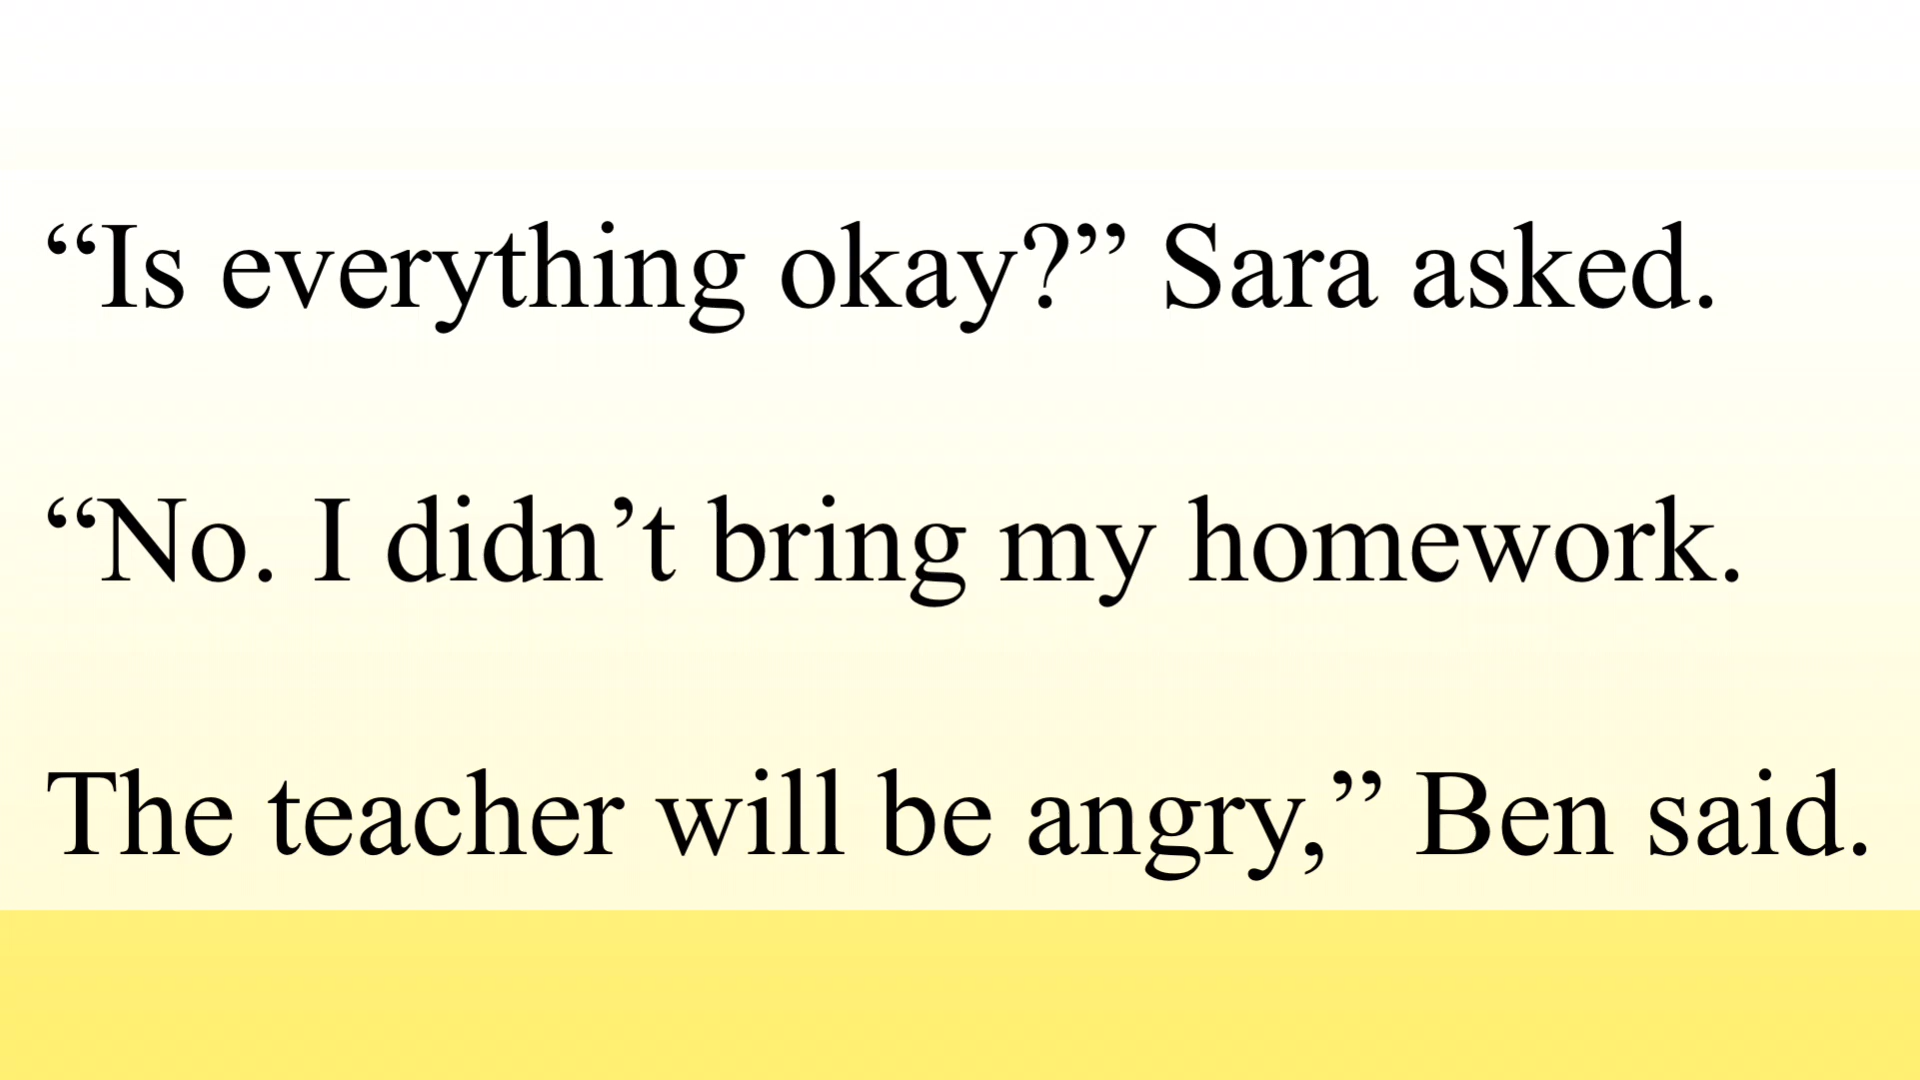 “Is everything okay?” Sara asked.
“No. I didn’t bring my homework.
The teacher will be angry,” Ben said.